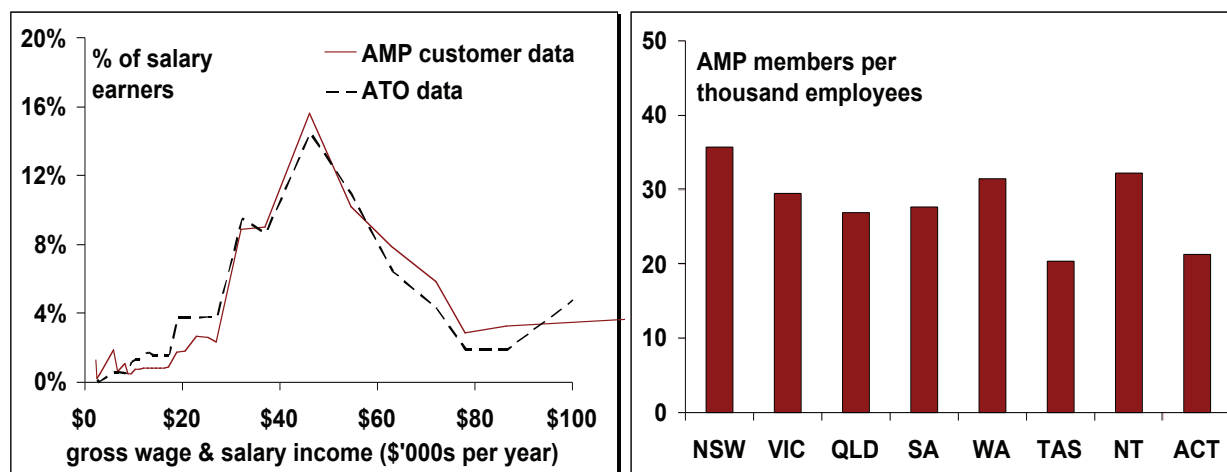 20%
16%
12%
8%
4%
0%
% of salary
earners
AMP customer data
ATO data
$0 $20 $40 $60 $80 $100
gross wage & salary income ($'000s per year)
50
40
30
20
10
0
AMP members per
thousand employees
NSW VIC QLD SA WA TAS NT ACT